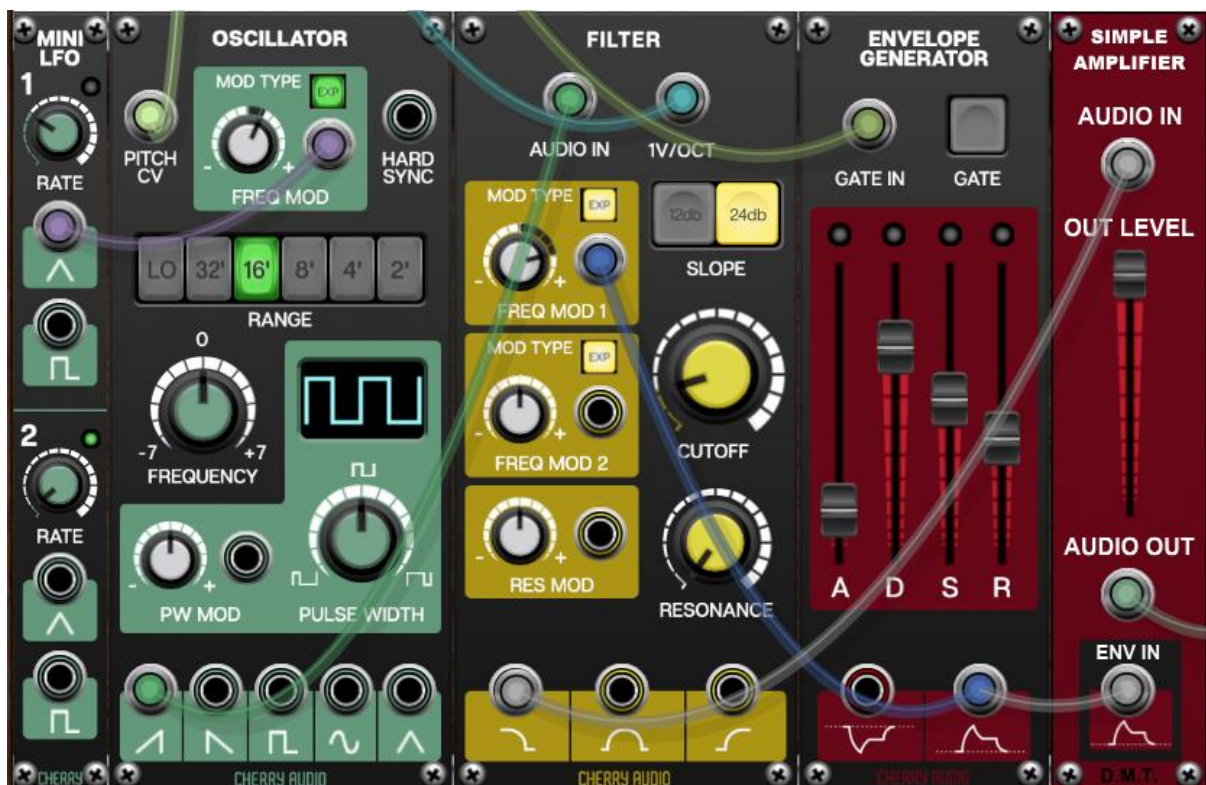 MINI
LFO
1
RATE
2
RATE
CHERRY
OSCILLATOR
MOD TYPE
EXP
- +
FREQ MOD
PITCH
CV
HARD
SYNC
LO 32' 16' 8' 4' 2'
RANGE
0
-7 +7
FREQUENCY
- +
PW MOD
PULSE WIDTH
CHERRY AUDIO
FILTER
AUDIO IN
1V/OCT
MOD TYPE
EXP
- +
FREQ MOD 1
12db 24db
SLOPE
MOD TYPE
EXP
- +
FREQ MOD 2
CUTOFF
- +
RES MOD
RESONANCE
CHERRY AUDIO
ENVELOPE
GENERATOR
GATE IN
GATE
A D S R
CHERRY AUDIO
SIMPLE
AMPLIFIER
AUDIO IN
OUT LEVEL
AUDIO OUT
ENV IN
D.M.T.